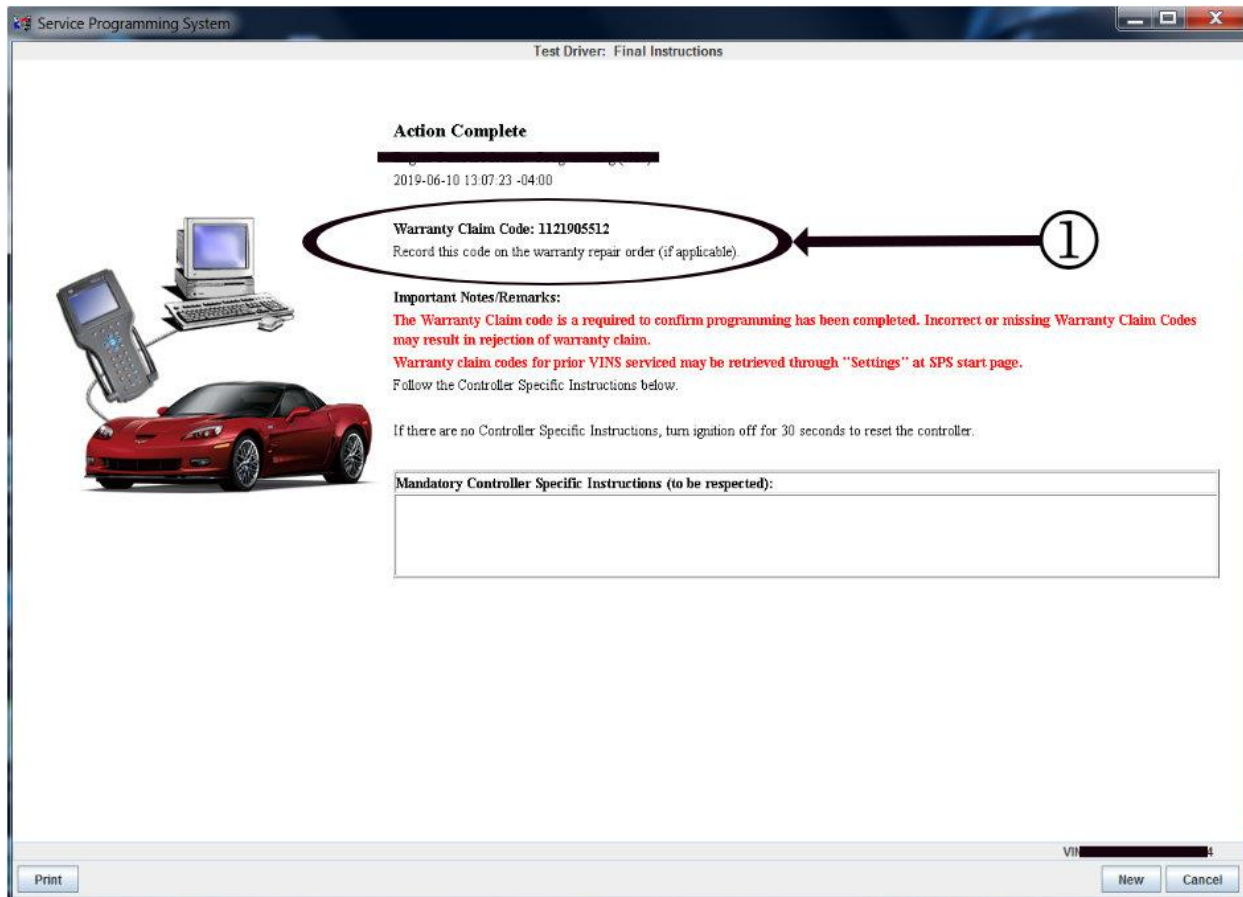 Service Programming System
Test Driver: Final Instructions
Action Complete
2019-06-10 13:07:23 -04:00
Warranty Claim Code: 1121905512
Record this code on the warranty repair order (if applicable).
1
Important Notes/Remarks:
The Warranty Claim code is a required to confirm programming has been completed. Incorrect or missing Warranty Claim Codes
may result in rejection of warranty claim.
Warranty claim codes for prior VINS serviced may be retrieved through "Settings" at SPS start page.
Follow the Controller Specific Instructions below.
If there are no Controller Specific Instructions, turn ignition off for 30 seconds to reset the controller.
Mandatory Controller Specific Instructions (to be respected):
VIN 4
Print
New Cancel